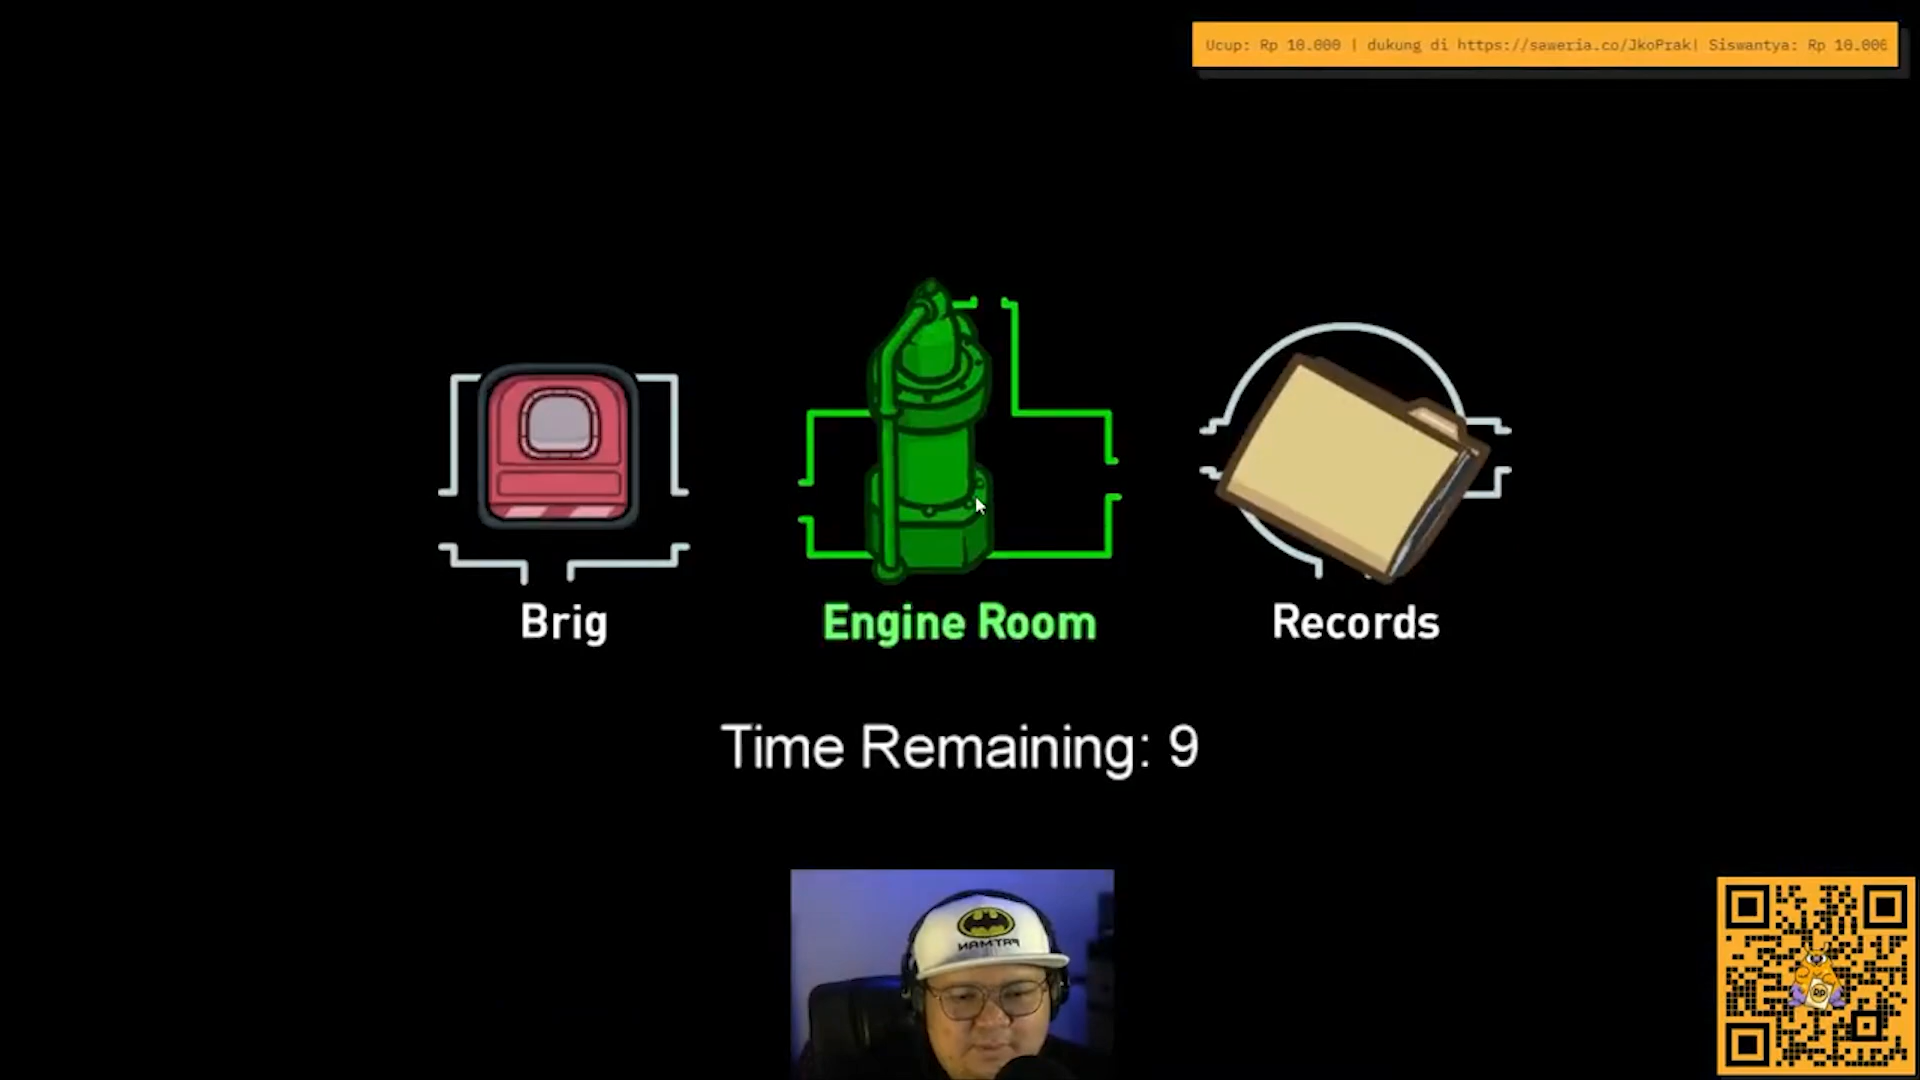 Ucup: Rp 10.000 | dukung di https://saweria.co/JkoPrak| Siswantya: Rp 10.000
Brig
Engine Room
Records
Time Remaining: 9
RP